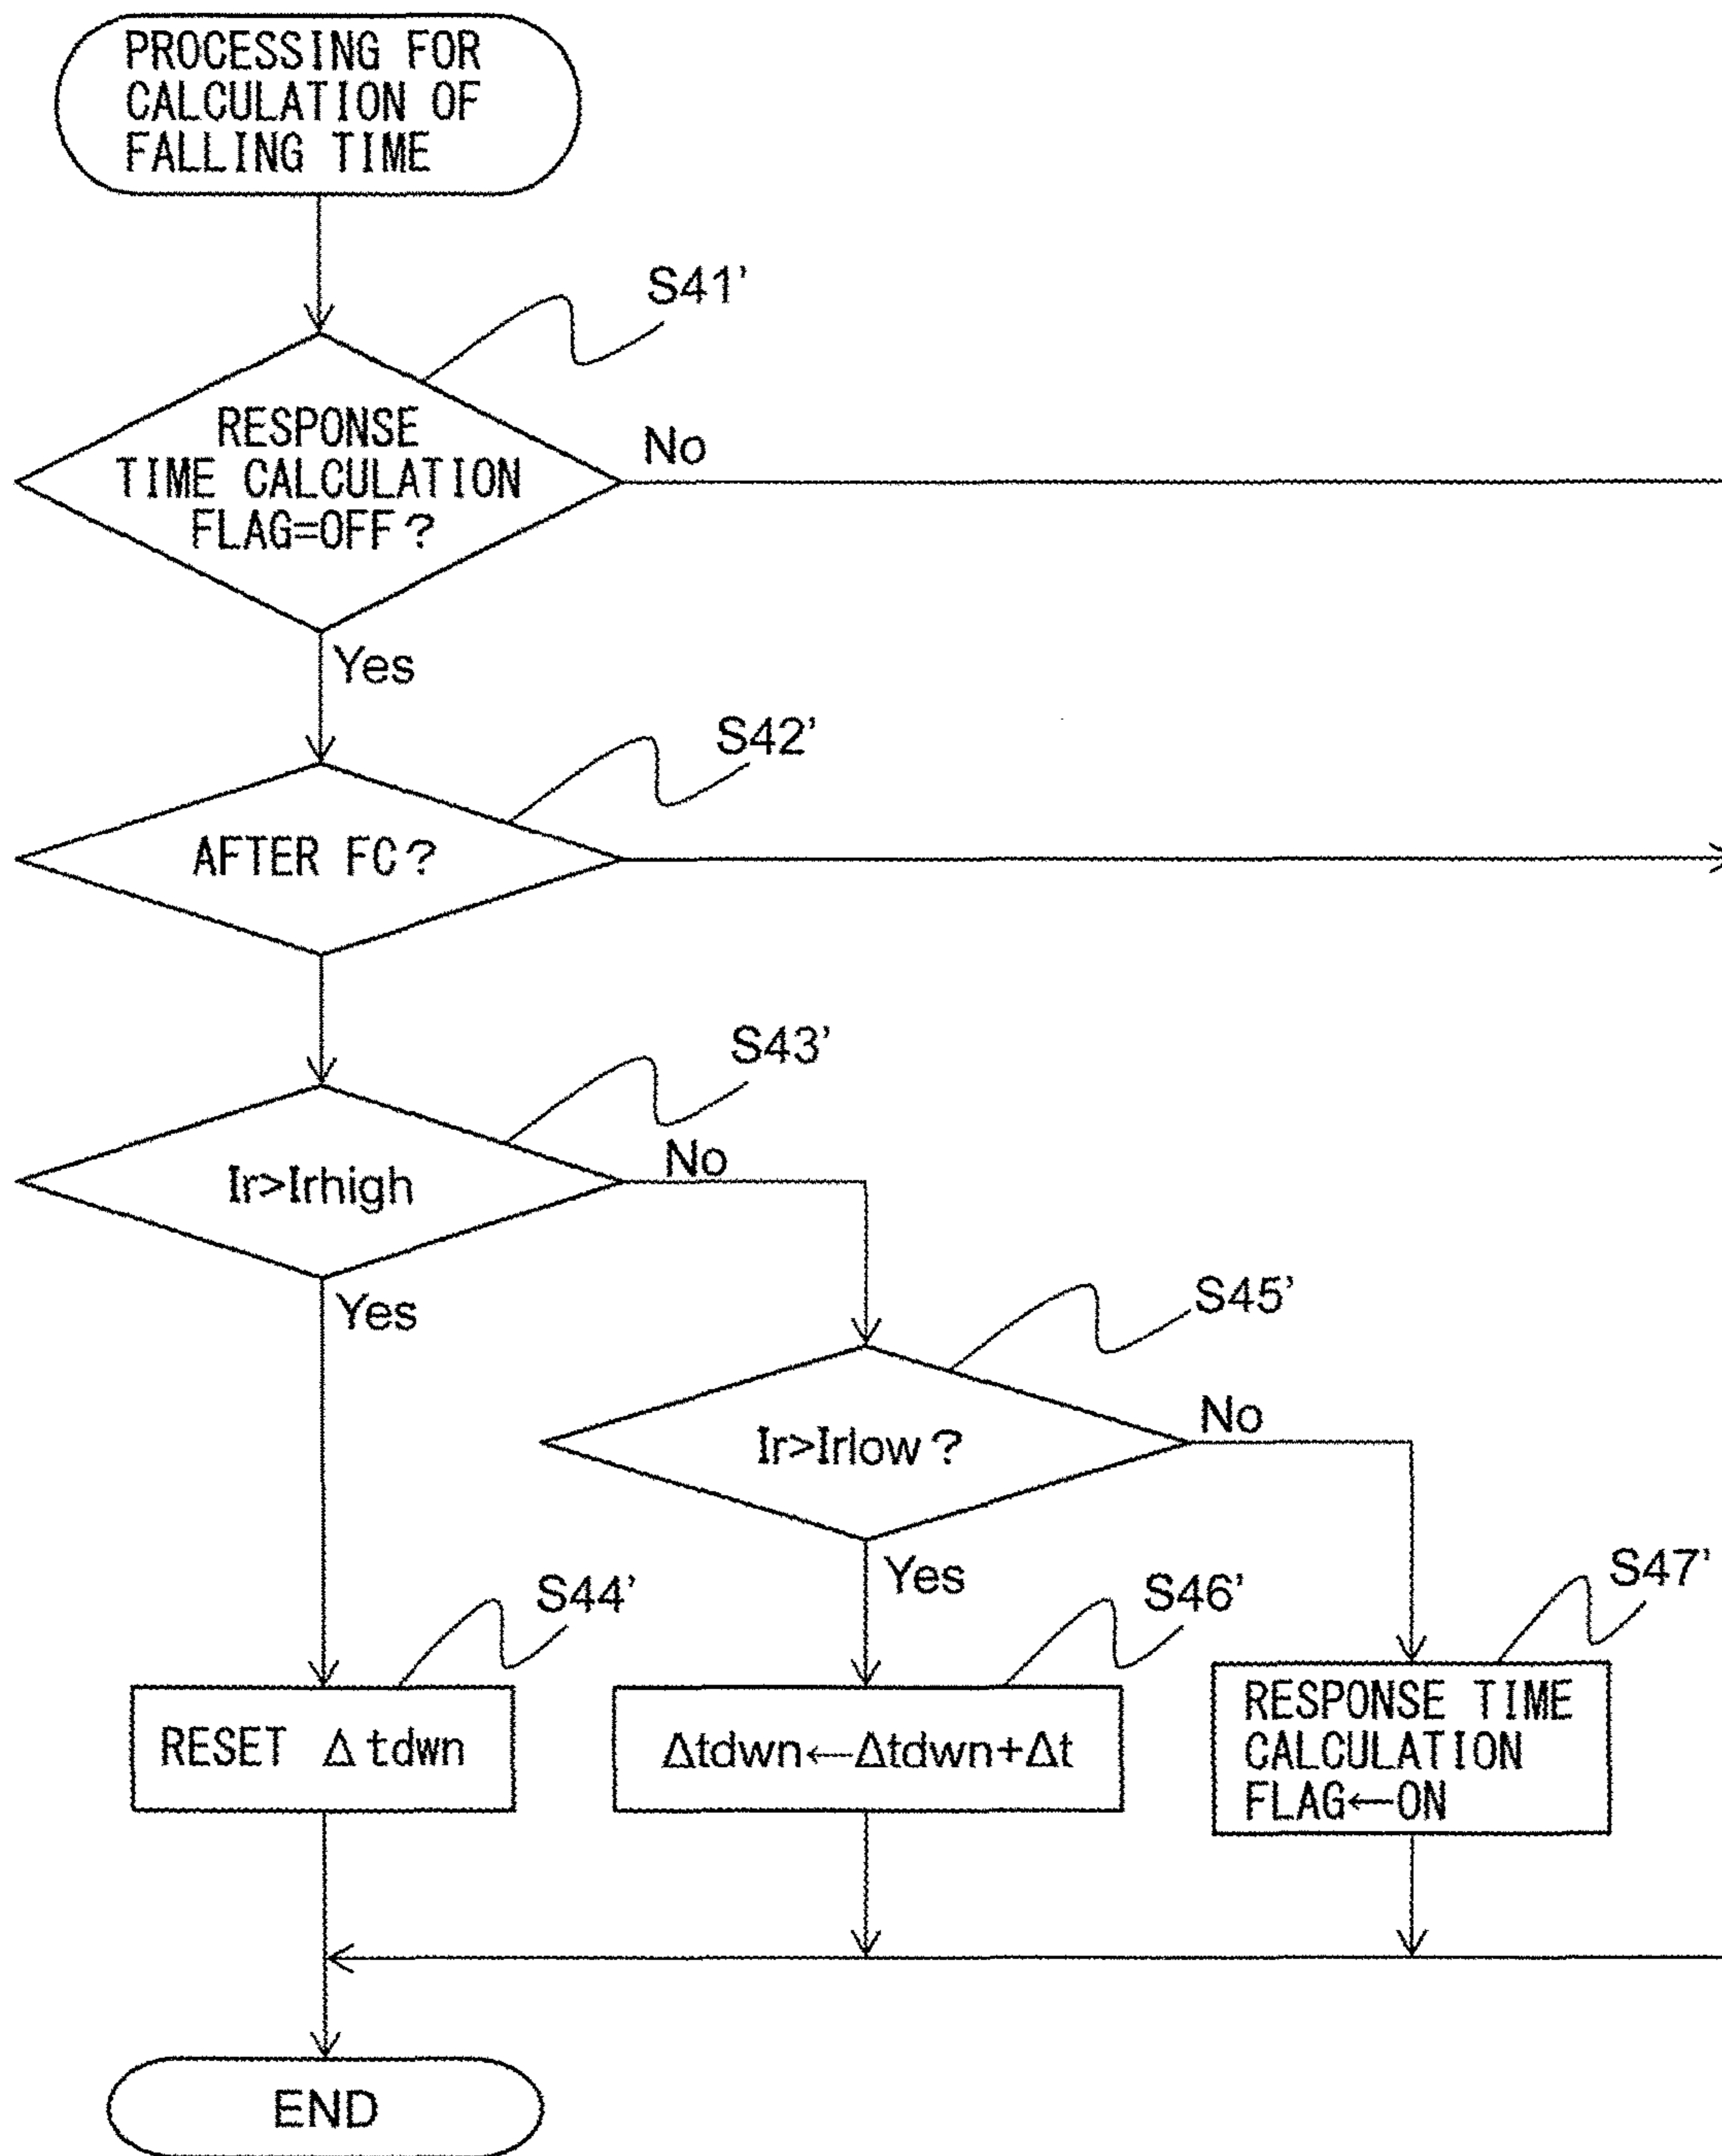 PROCESSING FOR
CALCULATION OF
FALLING TIME
S41’
RESPONSE
TIME CALCULATION
FLAG=OFF?
No
Yes
S42’
AFTER FC?
S43’
Ir>Irhigh
No
Yes
S45’
Ir>Irlow?
No
Yes
S44’
S46’
S47’
RESET Δtdwn
Δtdwn←Δtdwn+Δt
RESPONSE TIME
CALCULATION
FLAG←ON
END